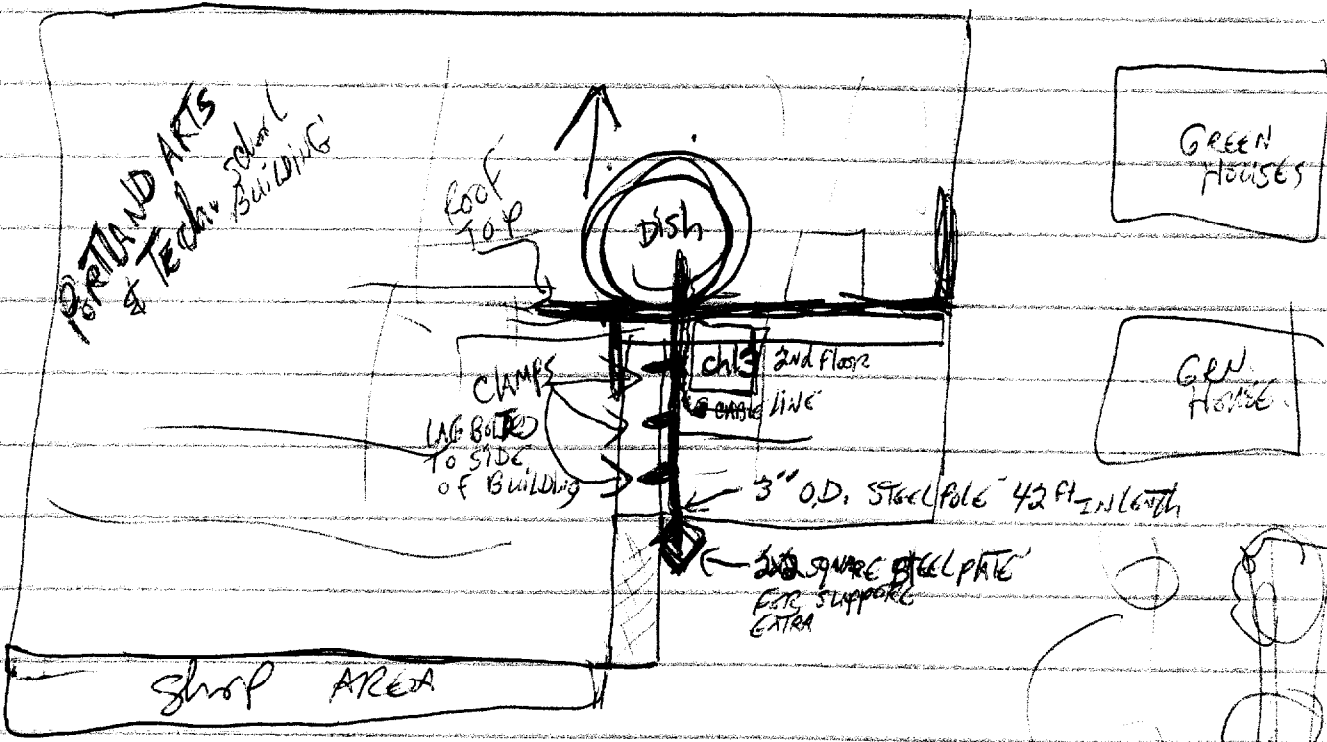 PORTLAND ARTS
& Tech. School
BUILDING
ROOF
TOP
Dish
GREEN
HOUSES
ch13 2nd Floor
CABLE LINE
CLAMPS
LAG BOLTED
TO SIDE
OF BUILDING
GRN.
HOUSE.
3" O.D. STEEL POLE 42 Ft IN LENGTH
2x2 SQUARE STEEL PLATE
FOR SUPPORT
EXTRA
Shop AREA